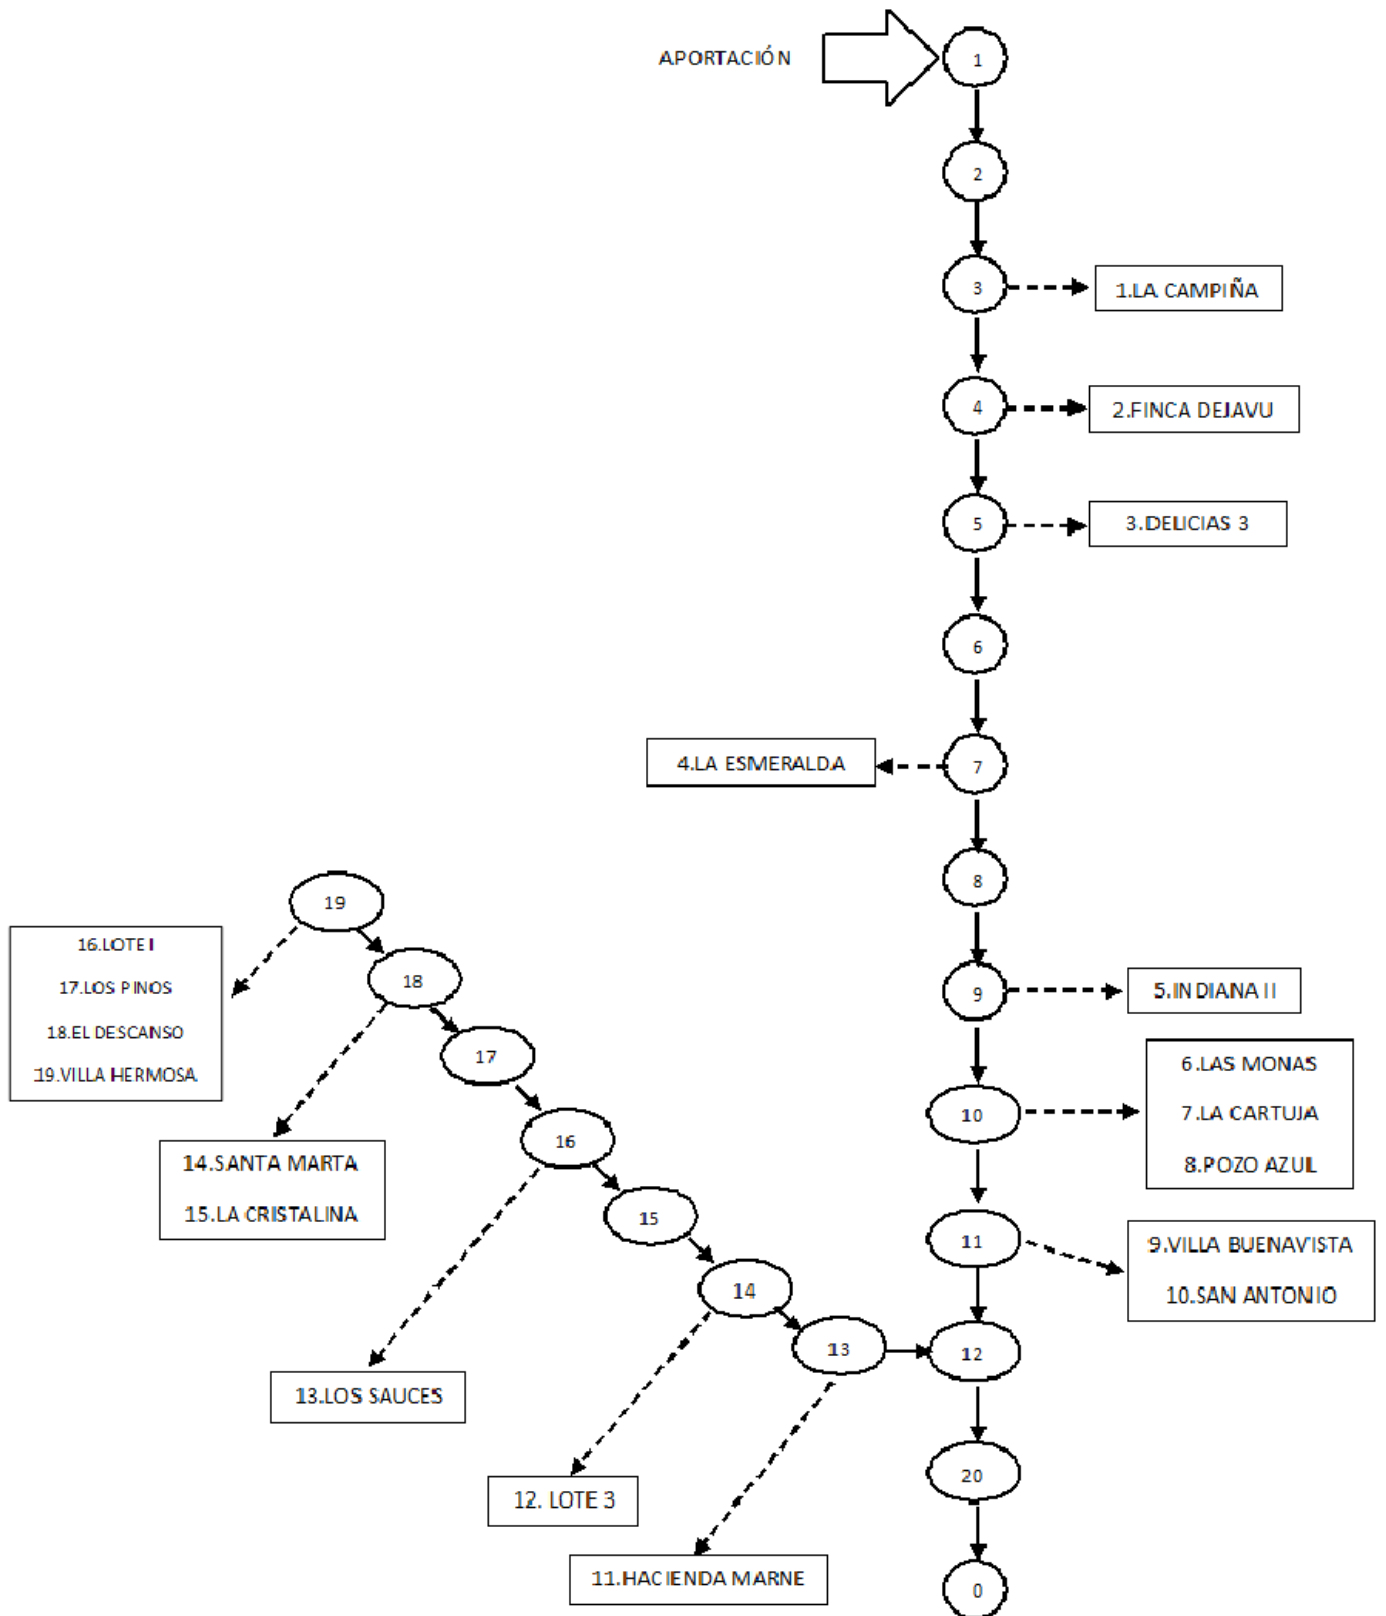 APORTACIÓN
1
2
3
1.LA CAMPIÑA
4
2.FINCA DEJAVU
5
3.DELICIAS 3
6
4.LA ESMERALDA
7
8
19
16.LOTE I
17.LOS PINOS
18.EL DESCANSO
19.VILLA HERMOSA
18
9
5.INDIANA II
17
10
6.LAS MONAS
7.LA CARTUJA
8.POZO AZUL
16
14.SANTA MARTA
15.LA CRISTALINA
15
11
9.VILLA BUENAVISTA
10.SAN ANTONIO
14
13
12
13.LOS SAUCES
20
12. LOTE 3
11.HACIENDA MARNE
0